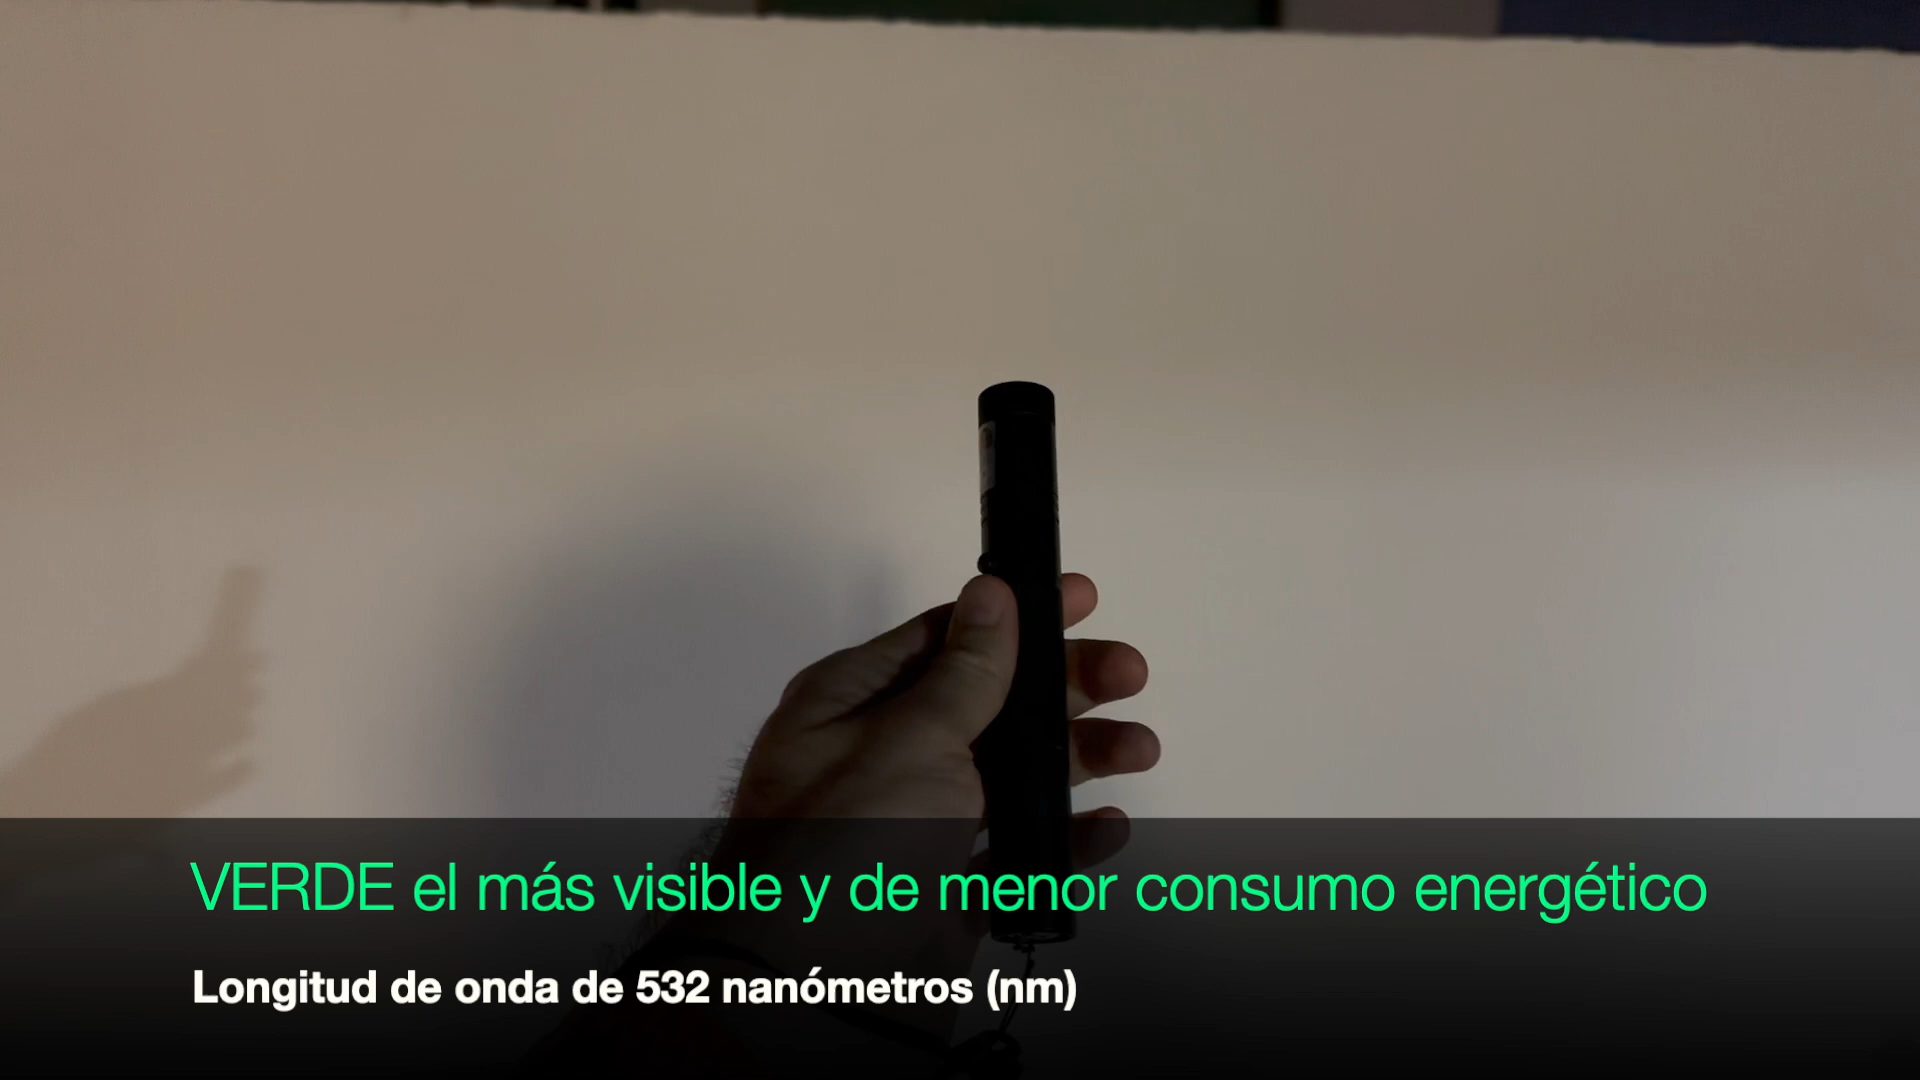 VERDE el más visible y de menor consumo energético
Longitud de onda de 532 nanómetros (nm)